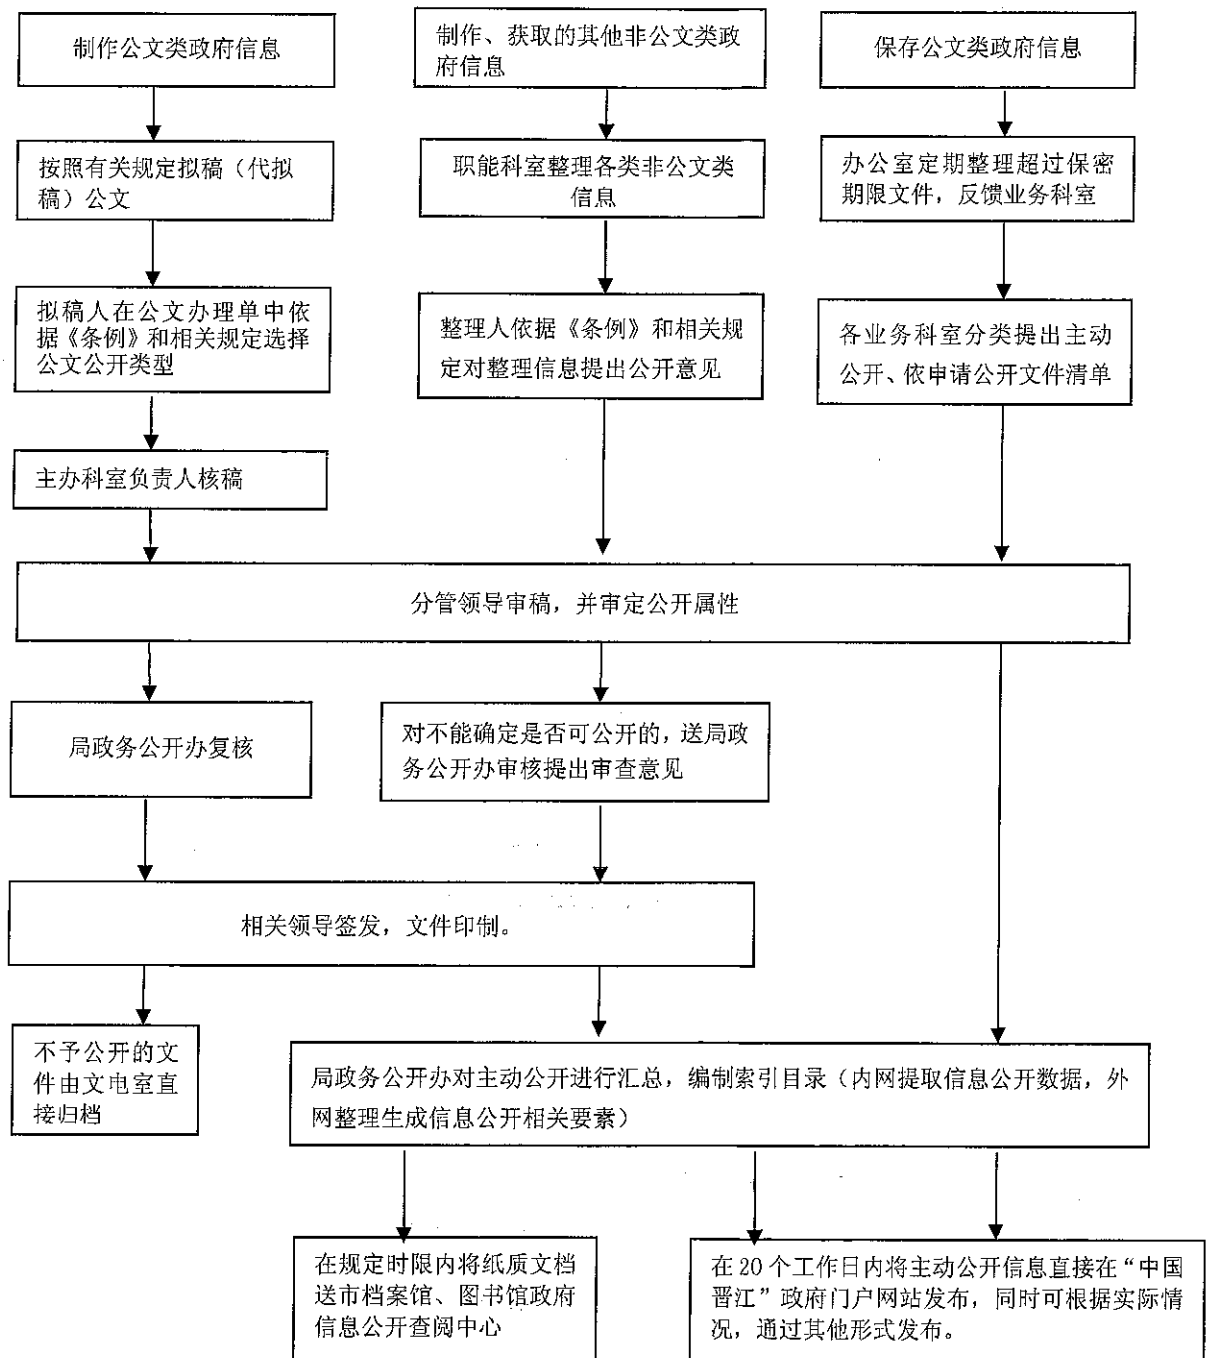 制作公文类政府信息
制作、获取的其他非公文类政
府信息
保存公文类政府信息
按照有关规定拟稿（代拟
稿）公文
职能科室整理各类非公文类
信息
办公室定期整理超过保密
期限文件，反馈业务科室
拟稿人在公文办理单中依
据《条例》和相关规定选择
公文公开类型
整理人依据《条例》和相关规
定对整理信息提出公开意见
各业务科室分类提出主动
公开、依申请公开文件清单
主办科室负责人核稿
分管领导审稿，并审定公开属性
局政务公开办复核
对不能确定是否可公开的，送局政
务公开办审核提出审查意见
相关领导签发，文件印制。
不予公开的文
件由文电室直
接归档
局政务公开办对主动公开进行汇总，编制索引目录（内网提取信息公开数据，外
网整理生成信息公开相关要素）
在规定时限内将纸质文档
送市档案馆、图书馆政府
信息公开查阅中心
在 20 个工作日内将主动公开信息直接在“中国
晋江”政府门户网站发布，同时可根据实际情
况，通过其他形式发布。